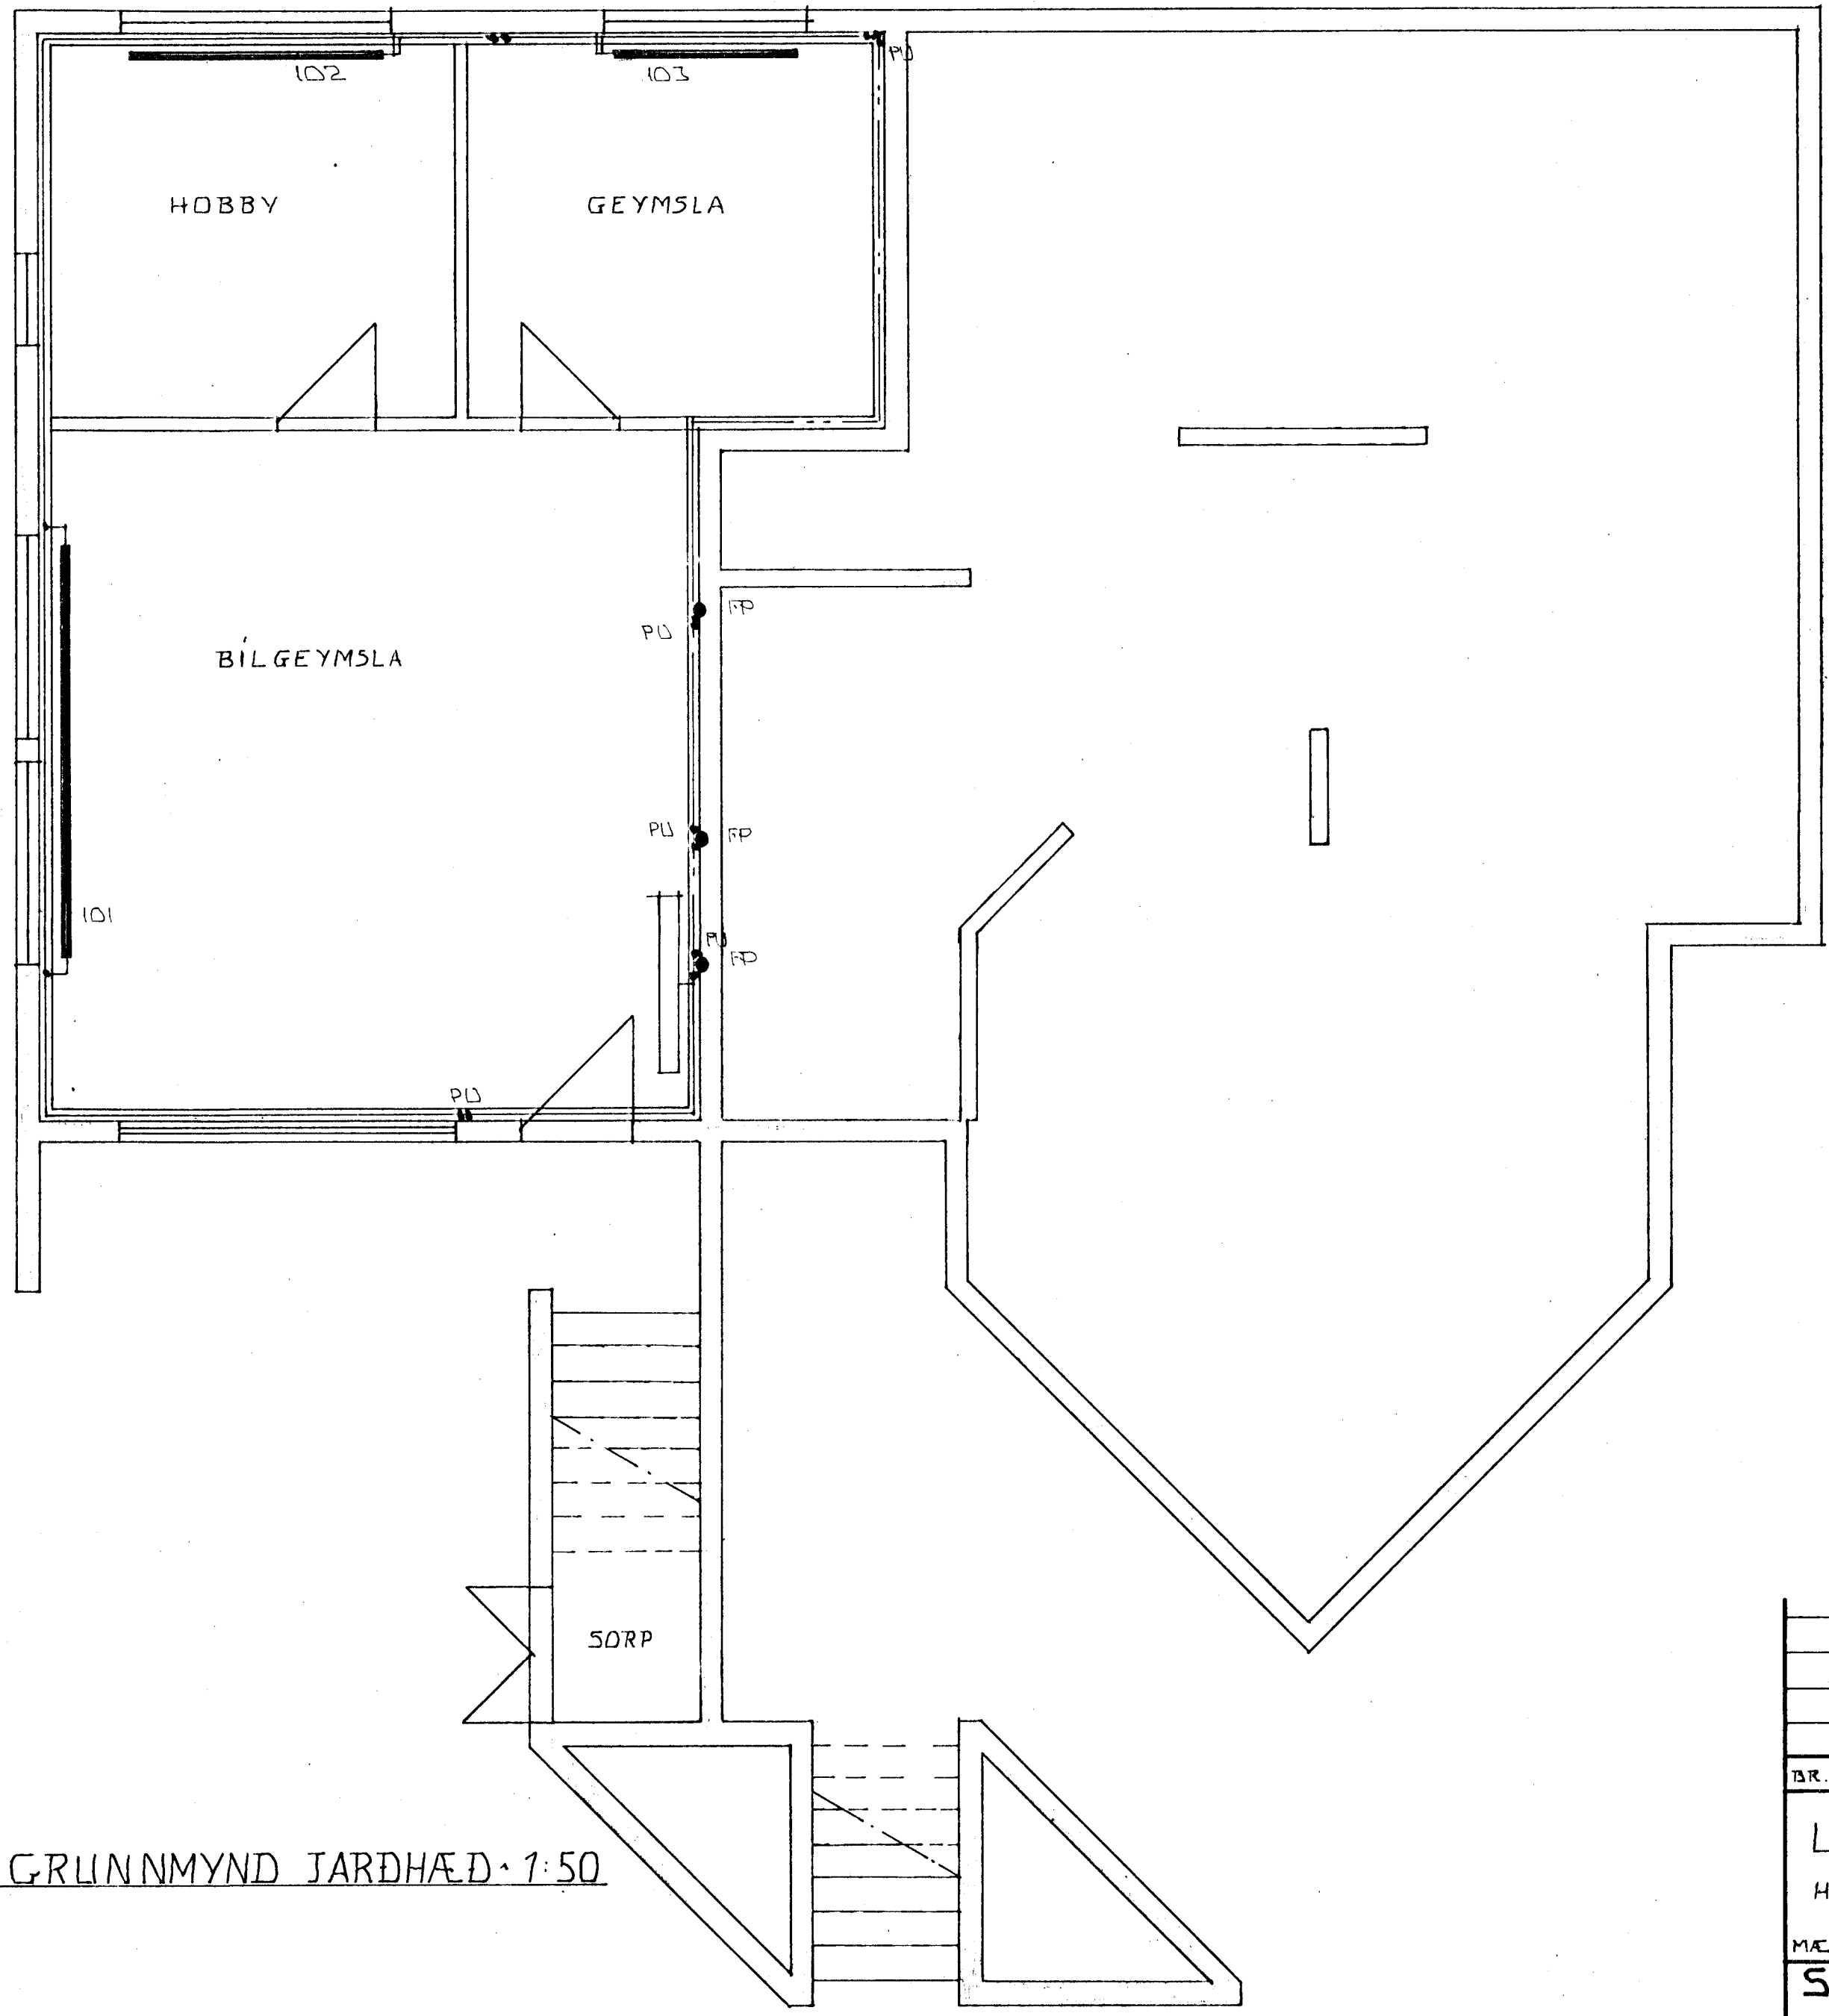 102
103
PU
HOBBY
GEYMSLA
FP
PU
BÍLGEYMSLA
PU
FP
101
PU
FP
PU
SORP
BR.
GRUNNMYND JARÐHÆÐ · 1:50
L
H
MÆ
S